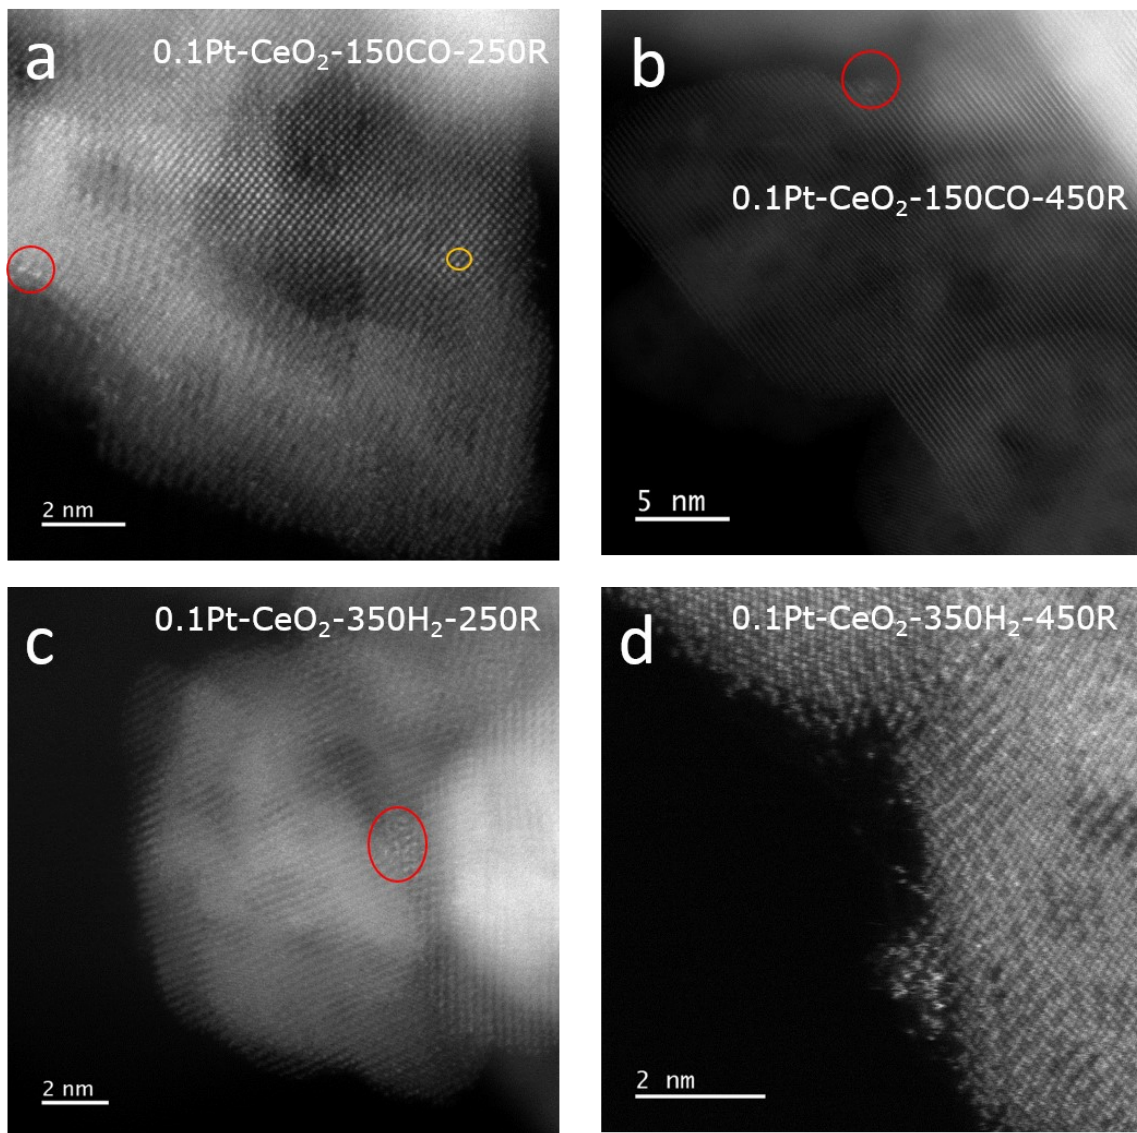 a
0.1Pt-CeO₂-150CO-250R
2 nm
b
0.1Pt-CeO₂-150CO-450R
5 nm
c
0.1Pt-CeO₂-350H₂-250R
2 nm
d
0.1Pt-CeO₂-350H₂-450R
2 nm